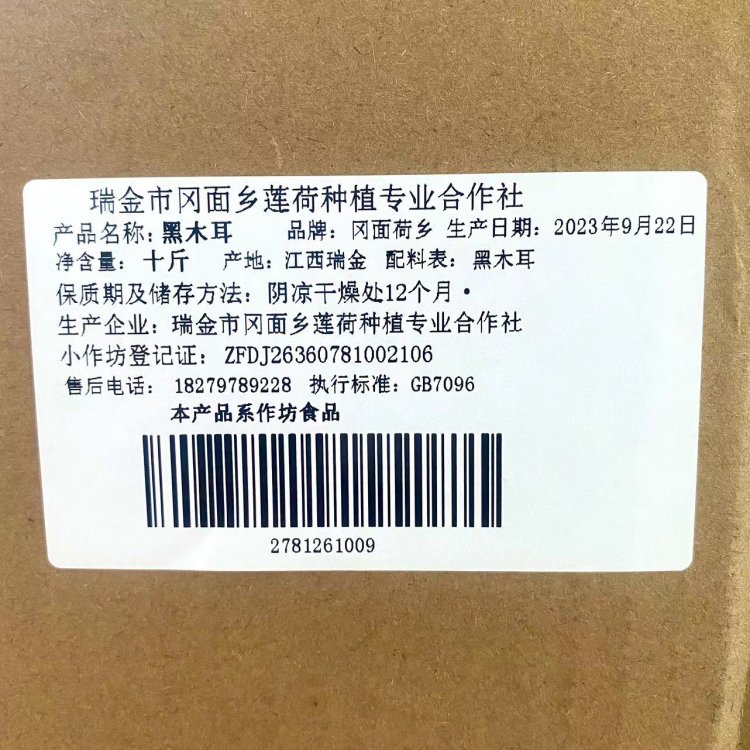 瑞金市冈面乡莲荷种植专业合作社
产品名称：黑木耳 品牌：冈面荷乡 生产日期：2023年9月22日
净含量：十斤 产地：江西瑞金 配料表：黑木耳
保质期及储存方法：阴凉干燥处12个月·
生产企业：瑞金市冈面乡莲荷种植专业合作社
小作坊登记证：ZFDJ26360781002106
售后电话：18279789228 执行标准：GB7096
本产品系作坊食品
2781261009